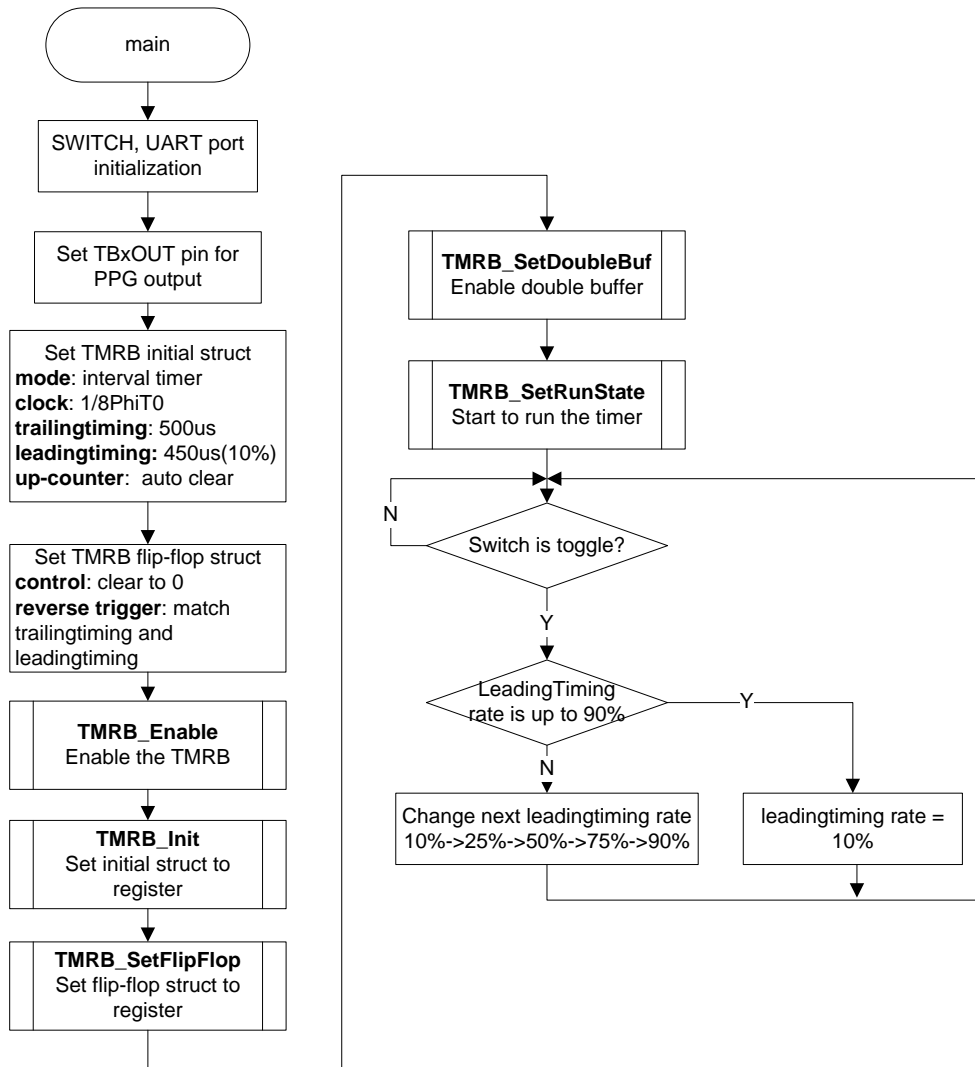 main
SWITCH, UART port
initialization
Set TBxOUT pin for
PPG output
Set TMRB initial struct
mode: interval timer
clock: 1/8PhiT0
trailingtiming: 500us
leadingtiming: 450us(10%)
up-counter:  auto clear
Set TMRB flip-flop struct
control: clear to 0
reverse trigger: match
trailingtiming and
leadingtiming
TMRB_Enable
Enable the TMRB
TMRB_Init
Set initial struct to
register
TMRB_SetFlipFlop
Set flip-flop struct to
register
TMRB_SetDoubleBuf
Enable double buffer
TMRB_SetRunState
Start to run the timer
N
Switch is toggle?
Y
LeadingTiming
rate is up to 90%
Y
N
Change next leadingtiming rate
10%->25%->50%->75%->90%
leadingtiming rate =
10%